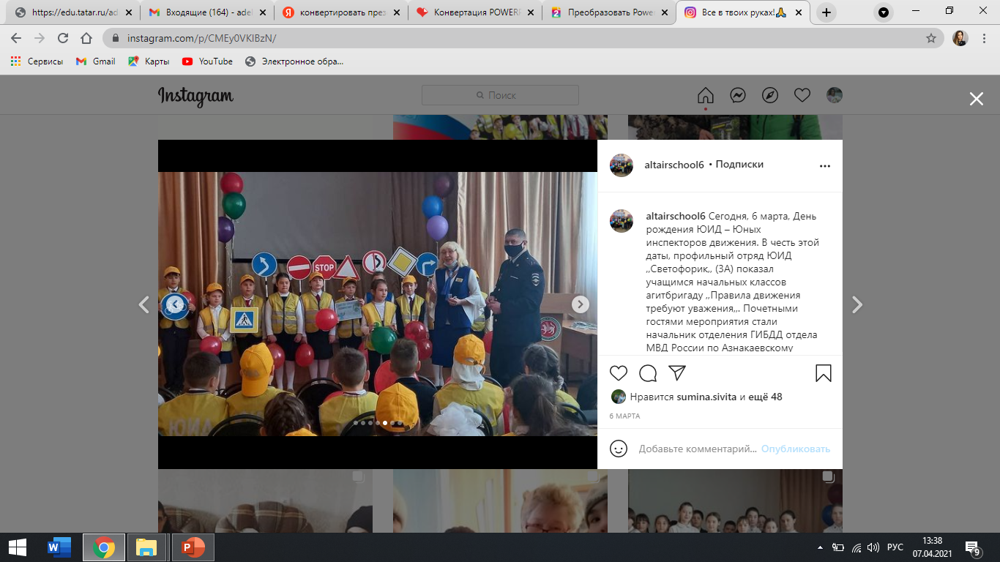 https://edu.tatar.ru/ad
Входящие (164) - adel
конвертировать през
Конвертация POWERP
Преобразовать Power
Все в твоих руках!🙏
instagram.com/p/CMEy0VKlBzN/
Сервисы
Gmail
Карты
YouTube
Электронное обра...
Instagram
Поиск
altairschool6 • Подписки
altairschool6 Сегодня, 6 марта, День
рождения ЮИД – Юных
инспекторов движения. В честь этой
даты, профильный отряд ЮИД
,,Светофорик,, (3А) показал
учащимся начальных классов
агитбригаду ,,Правила движения
требуют уважения,,. Почетными
гостями мероприятия стали
начальник отделения ГИБДД отдела
МВД России по Азнакаевскому
STOP
ЮИД
Нравится sumina.sivita и ещё 48
6 МАРТА
Добавьте комментарий... Опубликовать
РУС
13:38
07.04.2021
9